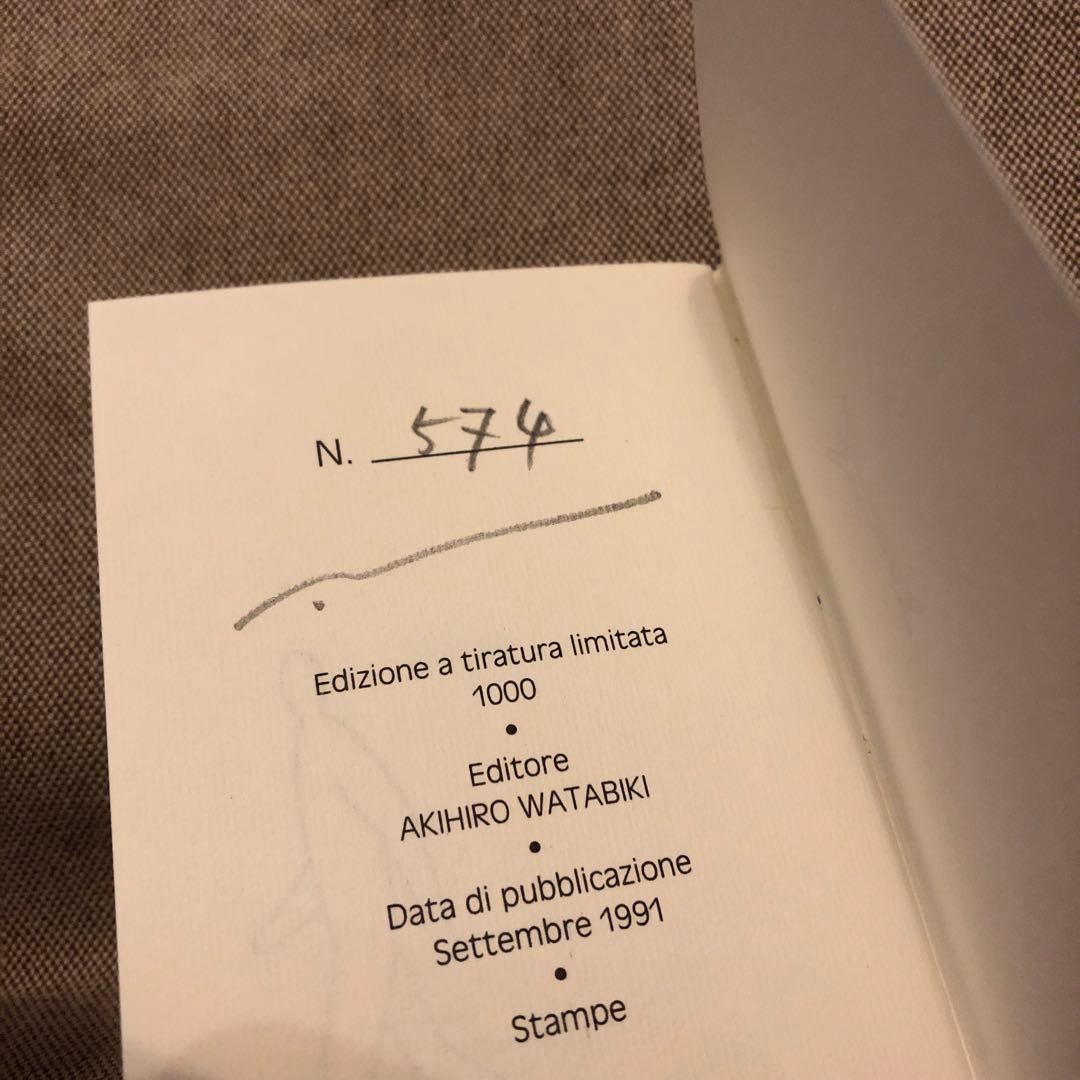 N. 574
Edizione a tiratura limitata
1000
•
Editore
AKIHIRO WATABIKI
•
Data di pubblicazione
Settembre 1991
•
Stampe